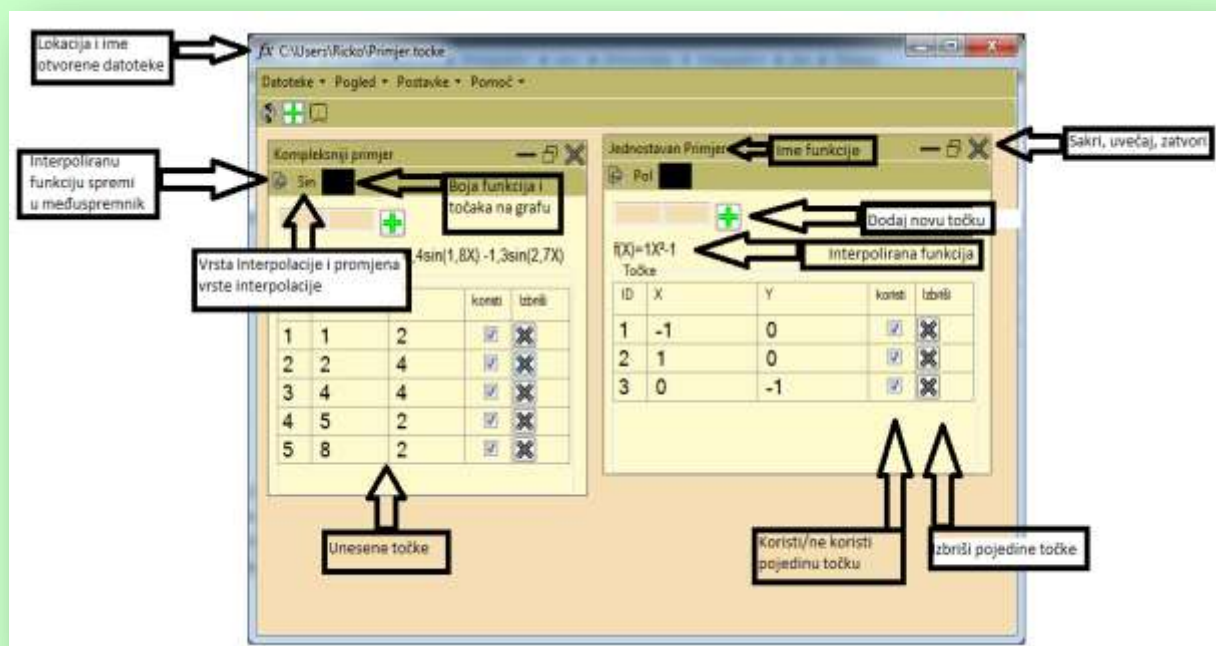 Lokacija i ime
otvorene datoteke
fx C:\Users\Ricko\Primjer.tocke
Datoteke Pogled Postavke Pomoć
Interpoliranu
funkciju spremi
u međuspremnik
Kompleksniji primjer
Sin
Boja funkcija i
točaka na grafu
Vrsta interpolacije i promjena
vrste interpolacije
,4sin(1,8X) -1,3sin(2,7X)
koristi Izbriši
1 1 2
2 2 4
3 4 4
4 5 2
5 8 2
Unesene točke
Jednostavan Primjer
Ime funkcije
Sakri, uvećaj, zatvori
Pol
Dodaj novu točku
f(X)=1X²-1
Interpolirana funkcija
Točke
ID X Y koristi Izbriši
1 -1 0
2 1 0
3 0 -1
Koristi/ne koristi
pojedinu točku
Izbriši pojedine točke